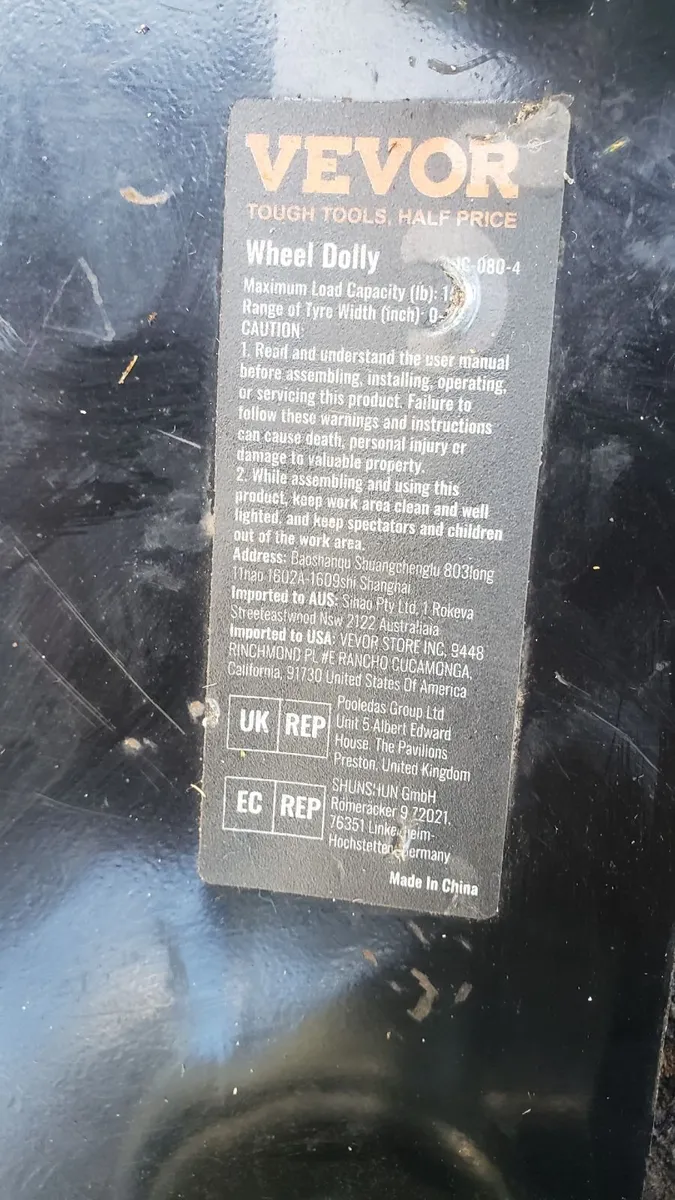 VEVOR
TOUGH TOOLS, HALF PRICE
Wheel Dolly
-080-4
Maximum Load Capacity (lb): 1
Range of Tyre Width (inch): 0-
CAUTION:
1. Read and understand the user manual
before assembling, installing, operating,
or servicing this product. Failure to
follow these warnings and instructions
can cause death, personal injury or
damage to valuable property.
2. While assembling and using this
product, keep work area clean and well
lighted, and keep spectators and children
out of the work area.
Address: Baoshanqu Shuangchenglu 803long
11hao 1602A-1609shi Shanghai
Imported to AUS: Sihao Pty Ltd, 1 Rokeva
Streeteastwood Nsw 2122 Australiaia
Imported to USA: VEVOR STORE INC. 9448
RINCHMOND PL #E RANCHO CUCAMONGA,
California, 91730 United States Of America
UK REP
Pooledas Group Ltd
Unit 5 Albert Edward
House, The Pavilions
Preston, United Kingdom
EC REP
SHUNSHUN GmbH
Römeräcker 9 Z2021,
76351 Linkenheim-
Hochstetten, Germany
Made In China